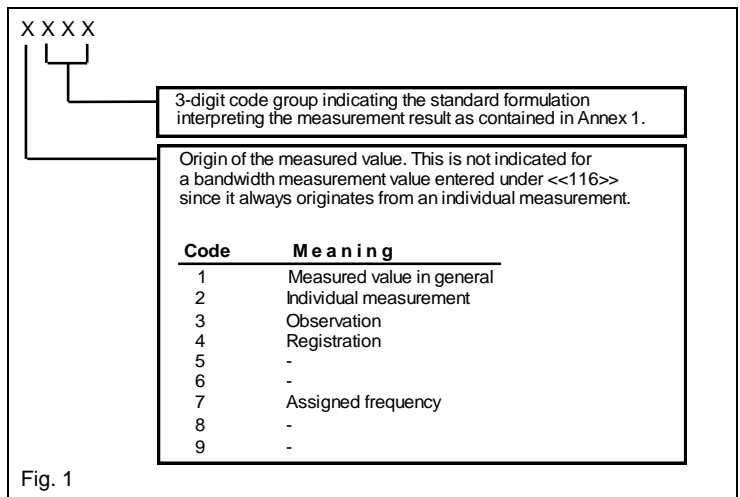 X X X X
3-digit code group indicating the standard formulation
interpreting the measurement result as contained in Annex 1.
Origin of the measured value. This is not indicated for
a bandwidth measurement value entered under <<116>>
since it always originates from an individual measurement.
Code Meaning
1 Measured value in general
2 Individual measurement
3 Observation
4 Registration
5 -
6 -
7 Assigned frequency
8 -
9 -
Fig. 1